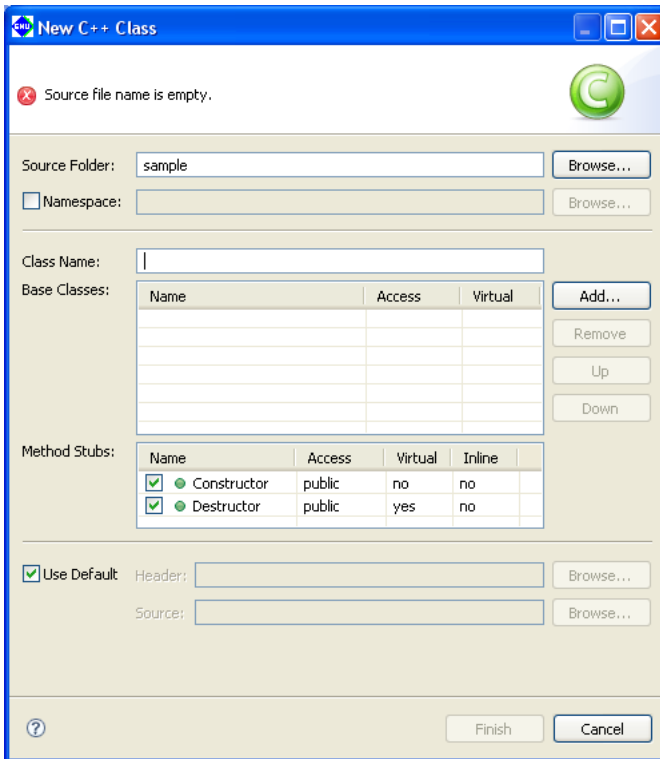 New C++ Class
Source file name is empty.
Source Folder: sample Browse...
Namespace: Browse...
Class Name:
Base Classes: Name Access Virtual Add...
Remove
Up
Down
Method Stubs: Name Access Virtual Inline
Constructor public no no
Destructor public yes no
Use Default Header: Browse...
Source: Browse...
? Finish Cancel